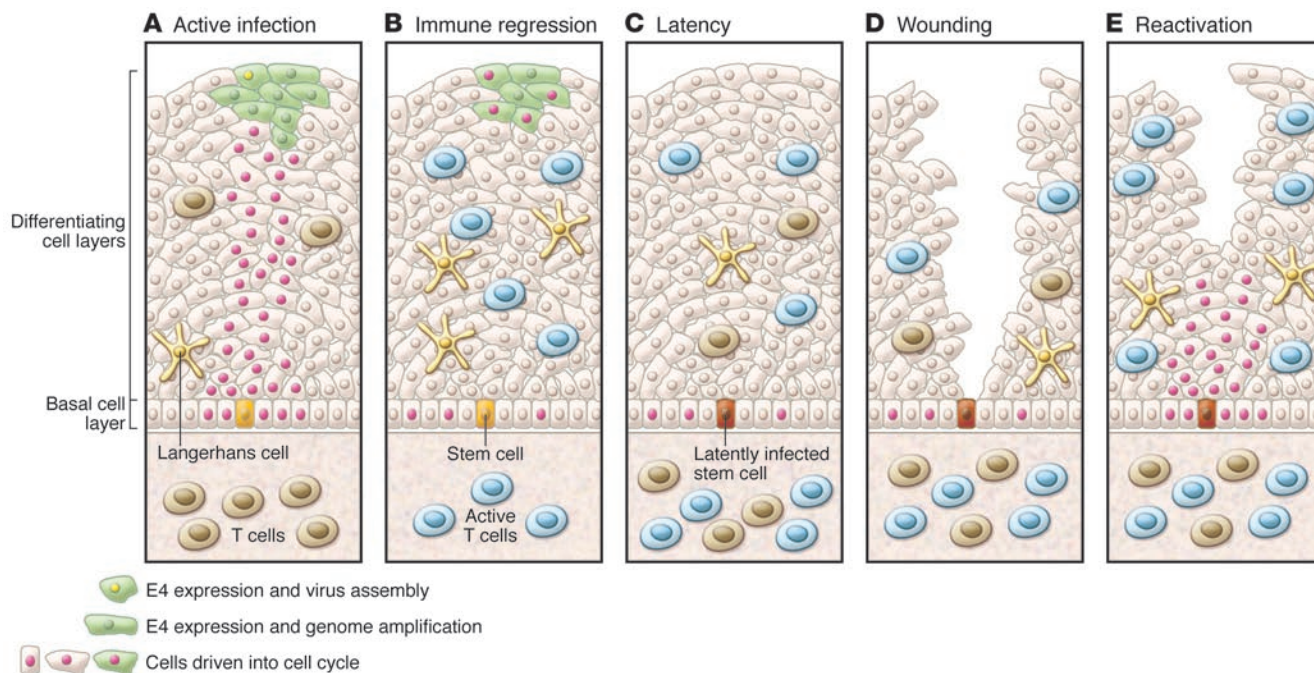 A Active infection
B Immune regression
C Latency
D Wounding
E Reactivation
Differentiating
cell layers
Basal cell
layer
Langerhans cell
T cells
Stem cell
Active
T cells
Latently infected
stem cell
E4 expression and virus assembly
E4 expression and genome amplification
Cells driven into cell cycle